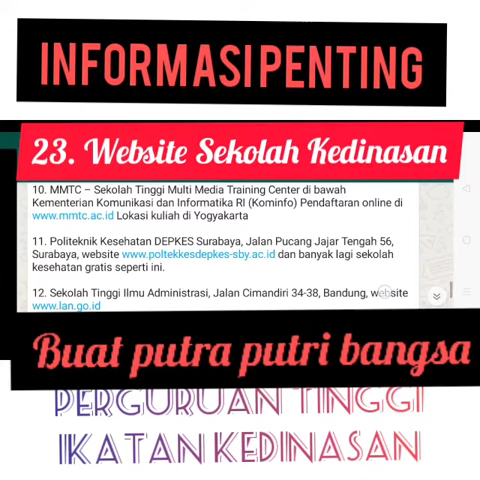 INFORMASI PENTING
23. Website Sekolah Kedinasan
10. MMTC – Sekolah Tinggi Multi Media Training Center di bawah
Kementerian Komunikasi dan Informatika RI (Kominfo) Pendaftaran online di
www.mmtc.ac.id Lokasi kuliah di Yogyakarta
11. Politeknik Kesehatan DEPKES Surabaya, Jalan Pucang Jajar Tengah 56,
Surabaya, website www.poltekkesdepkes-sby.ac.id dan banyak lagi sekolah
kesehatan gratis seperti ini.
12. Sekolah Tinggi Ilmu Administrasi, Jalan Cimandiri 34-38, Bandung, website
www.lan.go.id
Buat putra putri bangsa
PERGURUAN TINGGI
IKATAN KEDINASAN